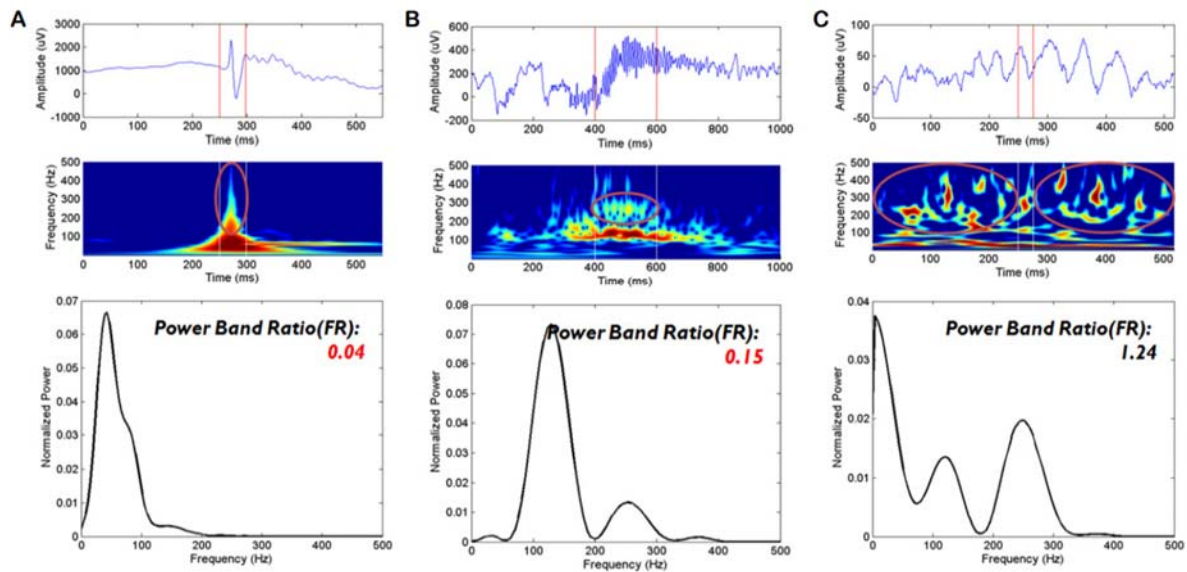 A
Amplitude (uV)
3000
2000
1000
0
-1000
0 100 200 300 400 500
Time (ms)
Frequency (Hz)
500
400
300
200
100
0 100 200 300 400 500
Time (ms)
Normalized Power
0.07
0.06
0.05
0.04
0.03
0.02
0.01
0
Power Band Ratio(FR):
0.04
0 100 200 300 400 500
Frequency (Hz)
B
Amplitude (uV)
600
400
200
0
-200
0 200 400 600 800 1000
Time (ms)
Frequency (Hz)
500
400
300
200
100
0 200 400 600 800 1000
Time (ms)
Normalized Power
0.08
0.07
0.06
0.05
0.04
0.03
0.02
0.01
0
Power Band Ratio(FR):
0.15
0 100 200 300 400 500
Frequency (Hz)
C
Amplitude (uV)
100
50
0
-50
0 100 200 300 400 500
Time (ms)
Frequency (Hz)
500
400
300
200
100
0 100 200 300 400 500
Time (ms)
Normalized Power
0.04
0.03
0.02
0.01
0
Power Band Ratio(FR):
1.24
0 100 200 300 400 500
Frequency (Hz)